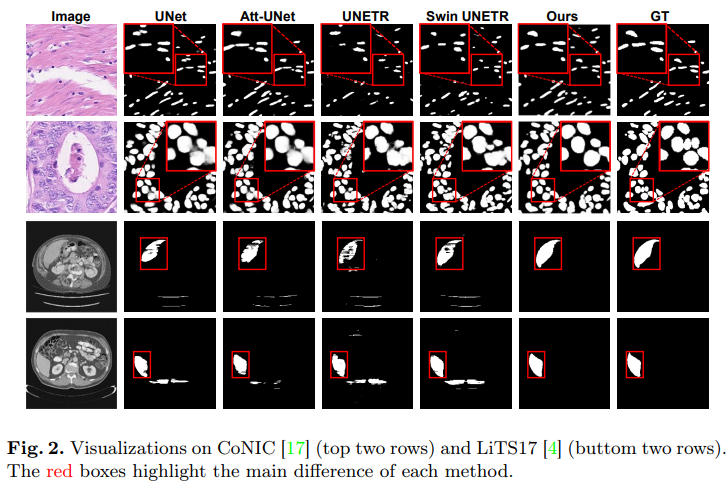 Image UNet Att-UNet UNETR Swin UNETR Ours GT
Fig. 2. Visualizations on CoNIC [17] (top two rows) and LiTS17 [4] (buttom two rows).
The red boxes highlight the main difference of each method.